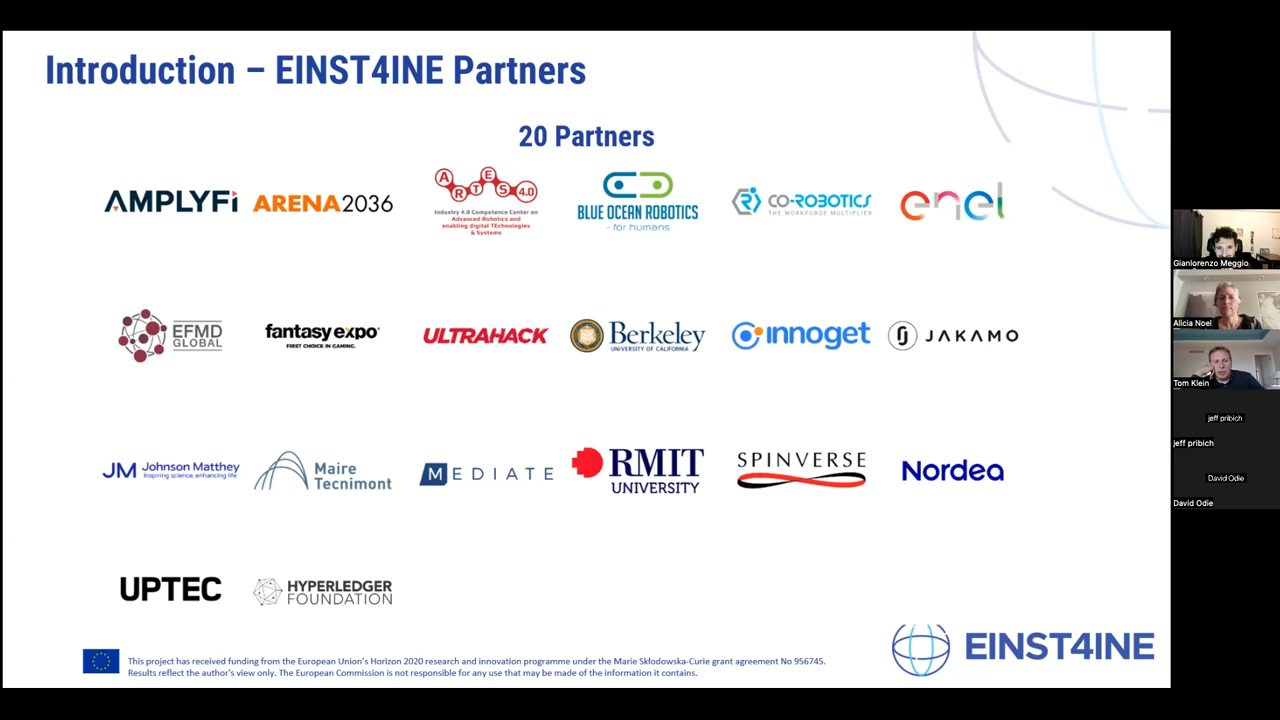 Introduction – EINST4INE Partners
20 Partners
AMPLYFi
ARENA2036
ARTES 4.0
Industry 4.0 Competence Center on
Advanced Robotics and
enabling digital TEchnologies
& Systems
BLUE OCEAN ROBOTICS
- for humans
CO-ROBOTICS
THE WORKFORCE MULTIPLIER
enel
EFMD
GLOBAL
fantasy expo
FIRST CHOICE IN GAMING.
ULTRAHACK
Berkeley
UNIVERSITY OF CALIFORNIA
innoget
JAKAMO
JM Johnson Matthey
Inspiring science, enhancing life
Maire
Tecnimont
MEDIATE
RMIT
UNIVERSITY
SPINVERSE
Nordea
UPTEC
HYPERLEDGER
FOUNDATION
This project has received funding from the European Union's Horizon 2020 research and innovation programme under the Marie Skłodowska-Curie grant agreement No 956745.
Results reflect the author's view only. The European Commission is not responsible for any use that may be made of the information it contains.
EINST4INE
Gianlorenzo Meggio
Alicia Noel
Tom Klein
jeff pribich
jeff pribich
David Odie
David Odie